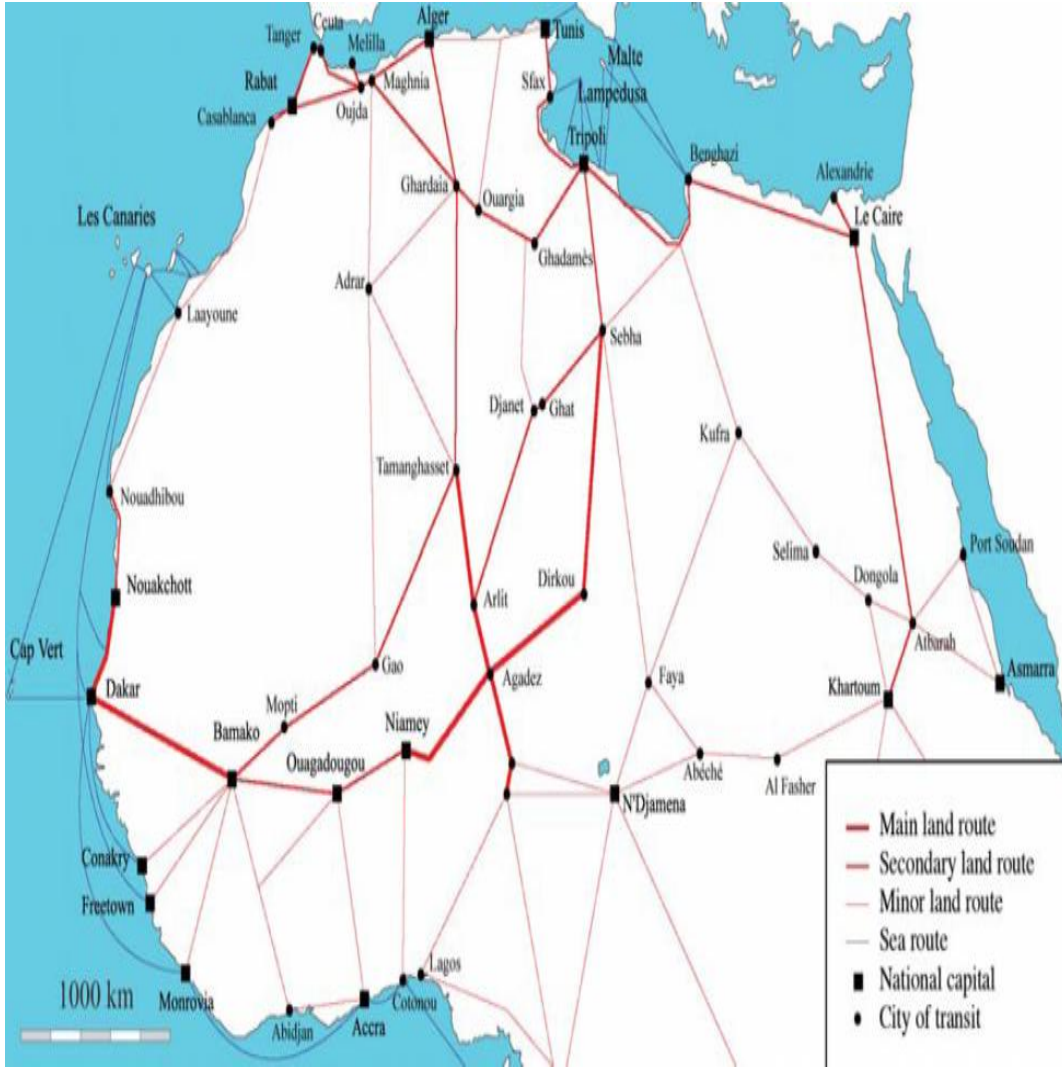 Alger
Ceuta
Tunis
Tanger
Melilla
Malte
Rabat
Maghnia
Sfax
Lampedusa
Oujda
Casablanca
Tripoli
Benghazi
Alexandrie
Ghardaia
Ouargla
Le Caire
Les Canaries
Ghadamès
Adrar
Laayoune
Sebha
Djanet
Ghat
Kufra
Tamanghasset
Nouadhibou
Selima
Port Soudan
Dirkou
Dongola
Nouakchott
Arlit
Atbarah
Cap Vert
Gao
Asmarra
Dakar
Agadez
Faya
Khartoum
Mopti
Niamey
Bamako
Ouagadougou
Abéché
Al Fasher
N'Djamena
Main land route
Secondary land route
Conakry
Minor land route
Freetown
Sea route
Lagos
National capital
1000 km
Monrovia
Cotonou
Abidjan
Accra
City of transit